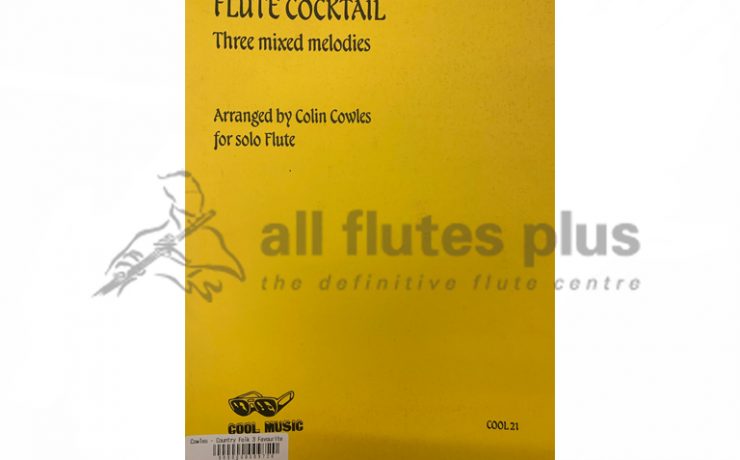 FLUTE COCKTAIL
Three mixed melodies
Arranged by Colin Cowles
for solo Flute
all flutes plus
the definitive flute centre
COOL MUSIC
COOL 21
Cowles - Country Folk 3 Favourite